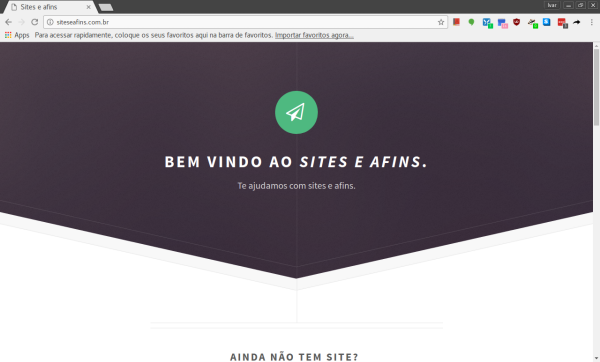 Sites e afins
Ivar
siteseafins.com.br
Apps Para acessar rapidamente, coloque os seus favoritos aqui na barra de favoritos. Importar favoritos agora...
BEM VINDO AO SITES E AFINS.
Te ajudamos com sites e afins.
AINDA NÃO TEM SITE?